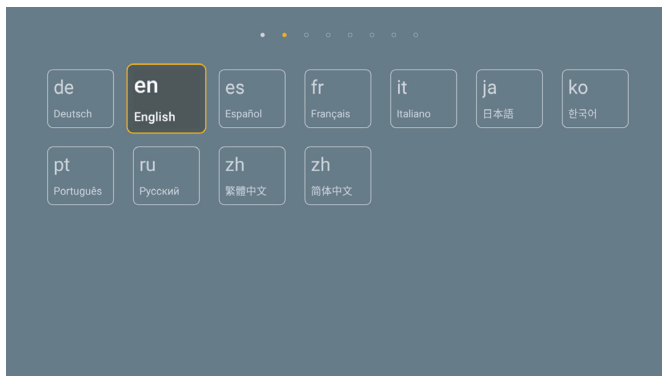 de
Deutsch
en
English
es
Español
fr
Français
it
Italiano
ja
日本語
ko
한국어
pt
Português
ru
Русский
zh
繁體中文
zh
简体中文